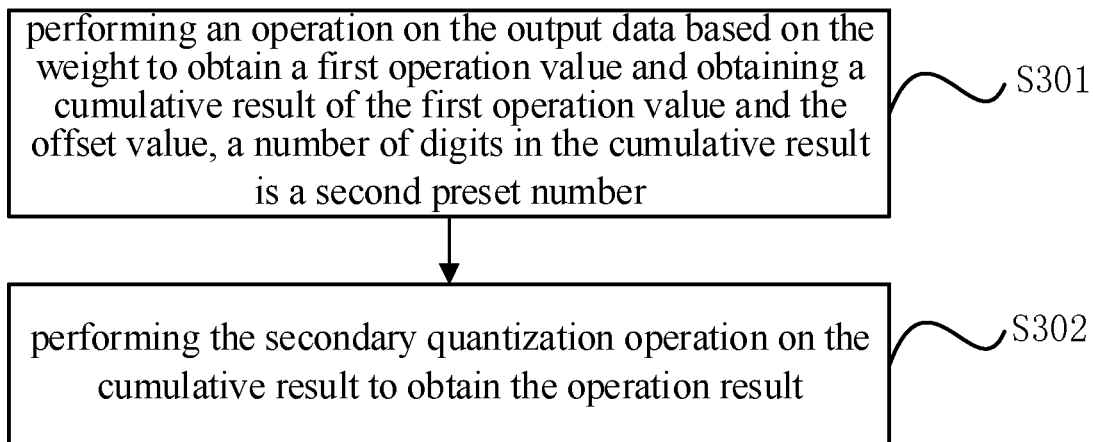 performing an operation on the output data based on the
weight to obtain a first operation value and obtaining a
cumulative result of the first operation value and the
offset value, a number of digits in the cumulative result
is a second preset number
S301
performing the secondary quantization operation on the
cumulative result to obtain the operation result
S302